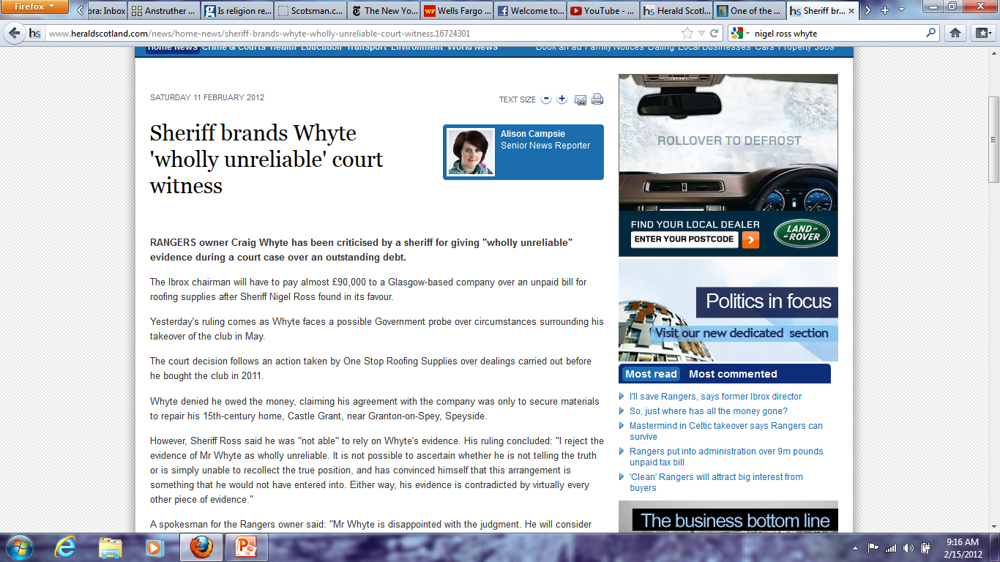 Firefox
ora: Inbox
Anstruther ...
Is religion re...
Scotsman.c...
The New Yo...
Wells Fargo ...
Welcome to...
YouTube - ...
Herald Scotl...
One of the ...
Sheriff br...
www.heraldscotland.com/news/home-news/sheriff-brands-whyte-wholly-unreliable-court-witness.16724301
nigel ross whyte
Home News Crime & Courts Health Education Transport Environment World News
Book an ad Family Notices Dating Local Businesses Cars Property Jobs
SATURDAY 11 FEBRUARY 2012
TEXT SIZE
Sheriff brands Whyte
'wholly unreliable' court
witness
Alison Campsie
Senior News Reporter
RANGERS owner Craig Whyte has been criticised by a sheriff for giving "wholly unreliable"
evidence during a court case over an outstanding debt.
The Ibrox chairman will have to pay almost £90,000 to a Glasgow-based company over an unpaid bill for
roofing supplies after Sheriff Nigel Ross found in its favour.
Yesterday's ruling comes as Whyte faces a possible Government probe over circumstances surrounding his
takeover of the club in May.
The court decision follows an action taken by One Stop Roofing Supplies over dealings carried out before
he bought the club in 2011.
Whyte denied he owed the money, claiming his agreement with the company was only to secure materials
to repair his 15th-century home, Castle Grant, near Granton-on-Spey, Speyside.
However, Sheriff Ross said he was "not able" to rely on Whyte's evidence. His ruling concluded: "I reject the
evidence of Mr Whyte as wholly unreliable. It is not possible to ascertain whether he is not telling the truth
or is simply unable to recollect the true position, and has convinced himself that this arrangement is
something that he would not have entered into. Either way, his evidence is contradicted by virtually every
other piece of evidence."
A spokesman for the Rangers owner said: "Mr Whyte is disappointed with the judgment. He will consider
ROLLOVER TO DEFROST
FIND YOUR LOCAL DEALER
ENTER YOUR POSTCODE
LAND-
-ROVER
Politics in focus
Visit our new dedicated section
Most read
Most commented
I'll save Rangers, says former Ibrox director
So, just where has all the money gone?
Mastermind in Celtic takeover says Rangers can
survive
Rangers put into administration over 9m pounds
unpaid tax bill
'Clean' Rangers will attract big interest from
buyers
The business bottom line
9:16 AM
2/15/2012